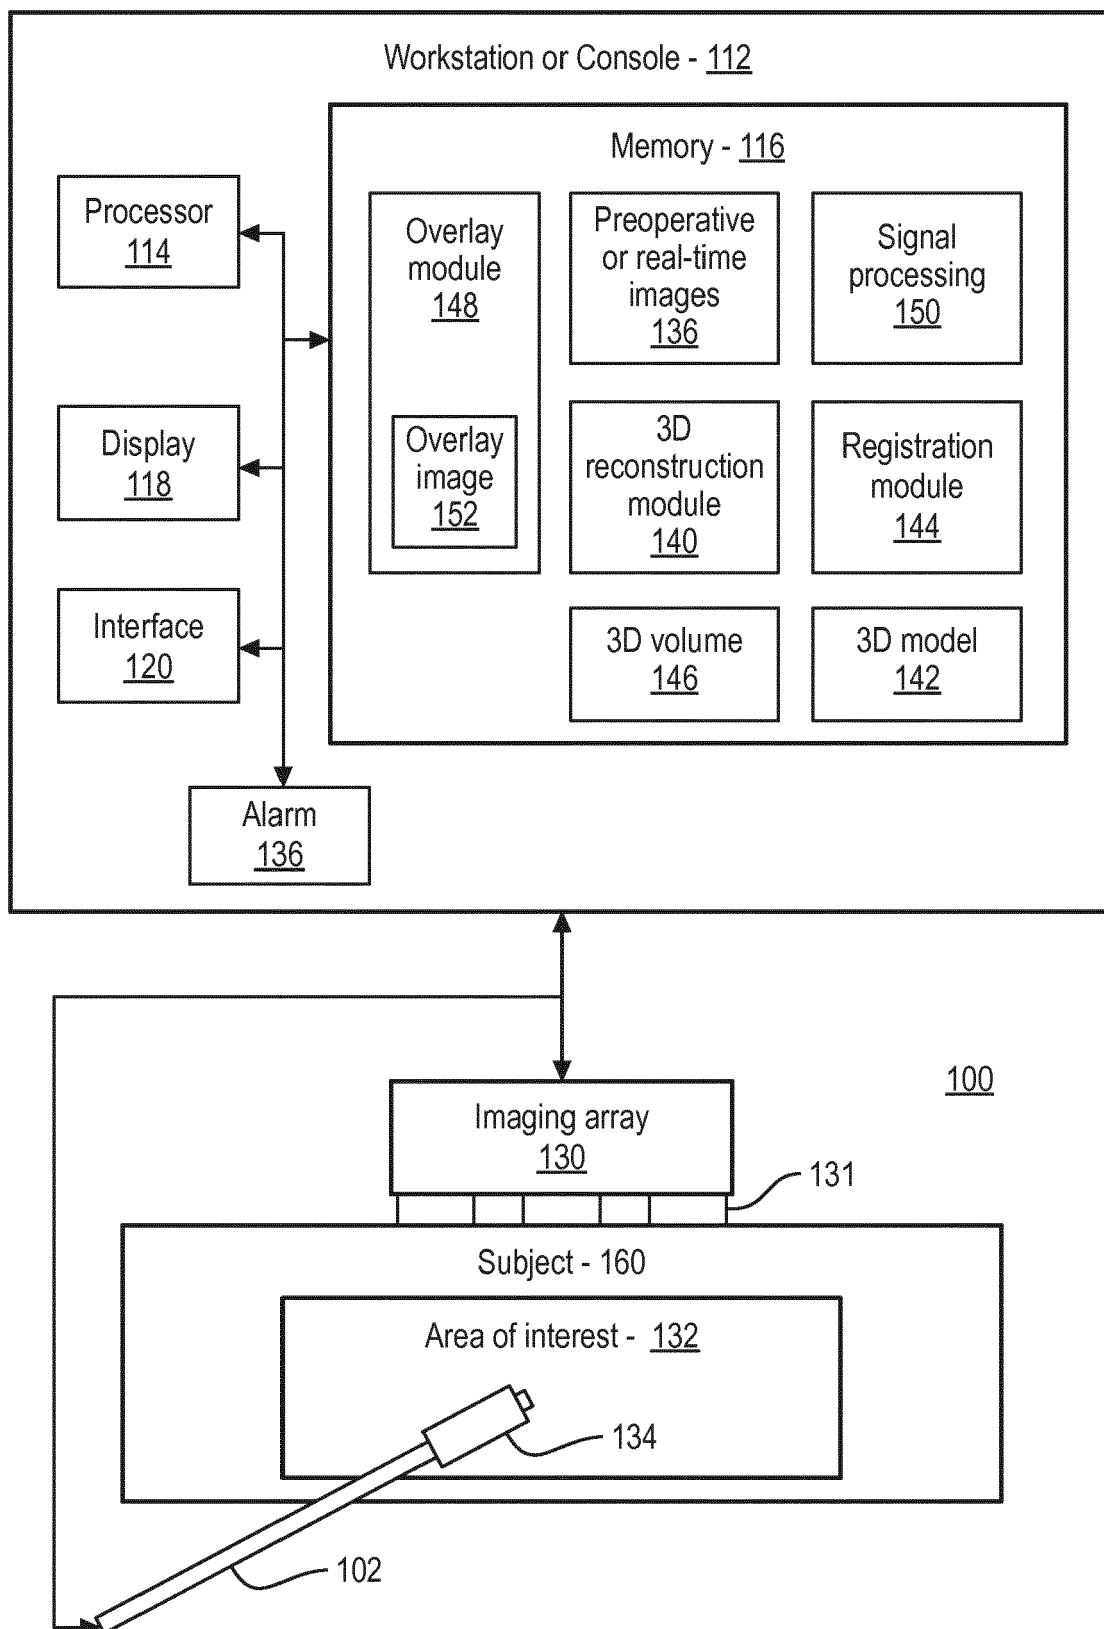 Workstation or Console - 112
Memory - 116
Processor
114
Display
118
Interface
120
Alarm
136
Overlay
module
148
Overlay
image
152
Preoperative
or real-time
images
136
Signal
processing
150
3D
reconstruction
module
140
Registration
module
144
3D volume
146
3D model
142
100
Imaging array
130
131
Subject - 160
Area of interest - 132
134
102